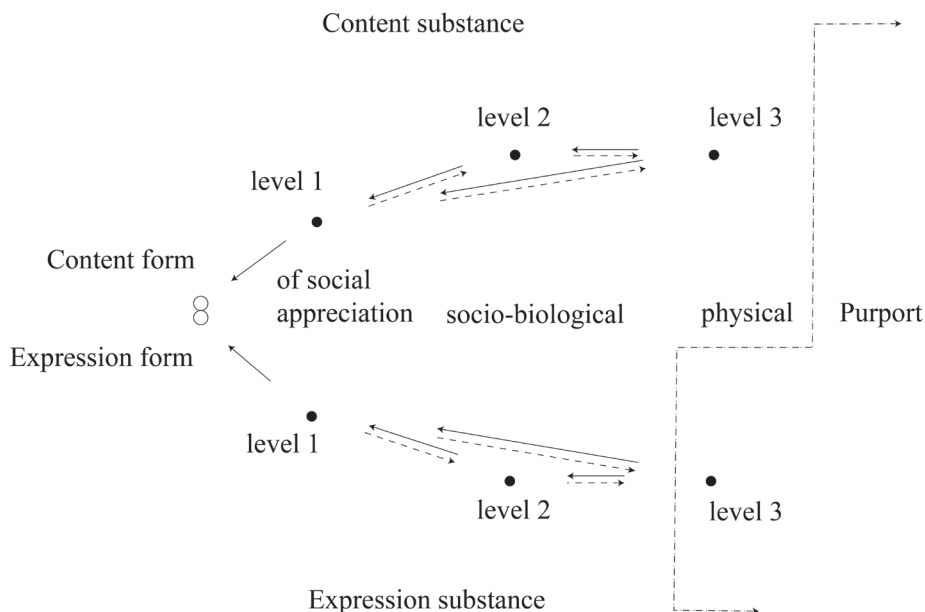 Content substance
level 2
level 3
level 1
Content form
of social
appreciation
socio-biological
physical
Purport
Expression form
level 1
level 2
level 3
Expression substance